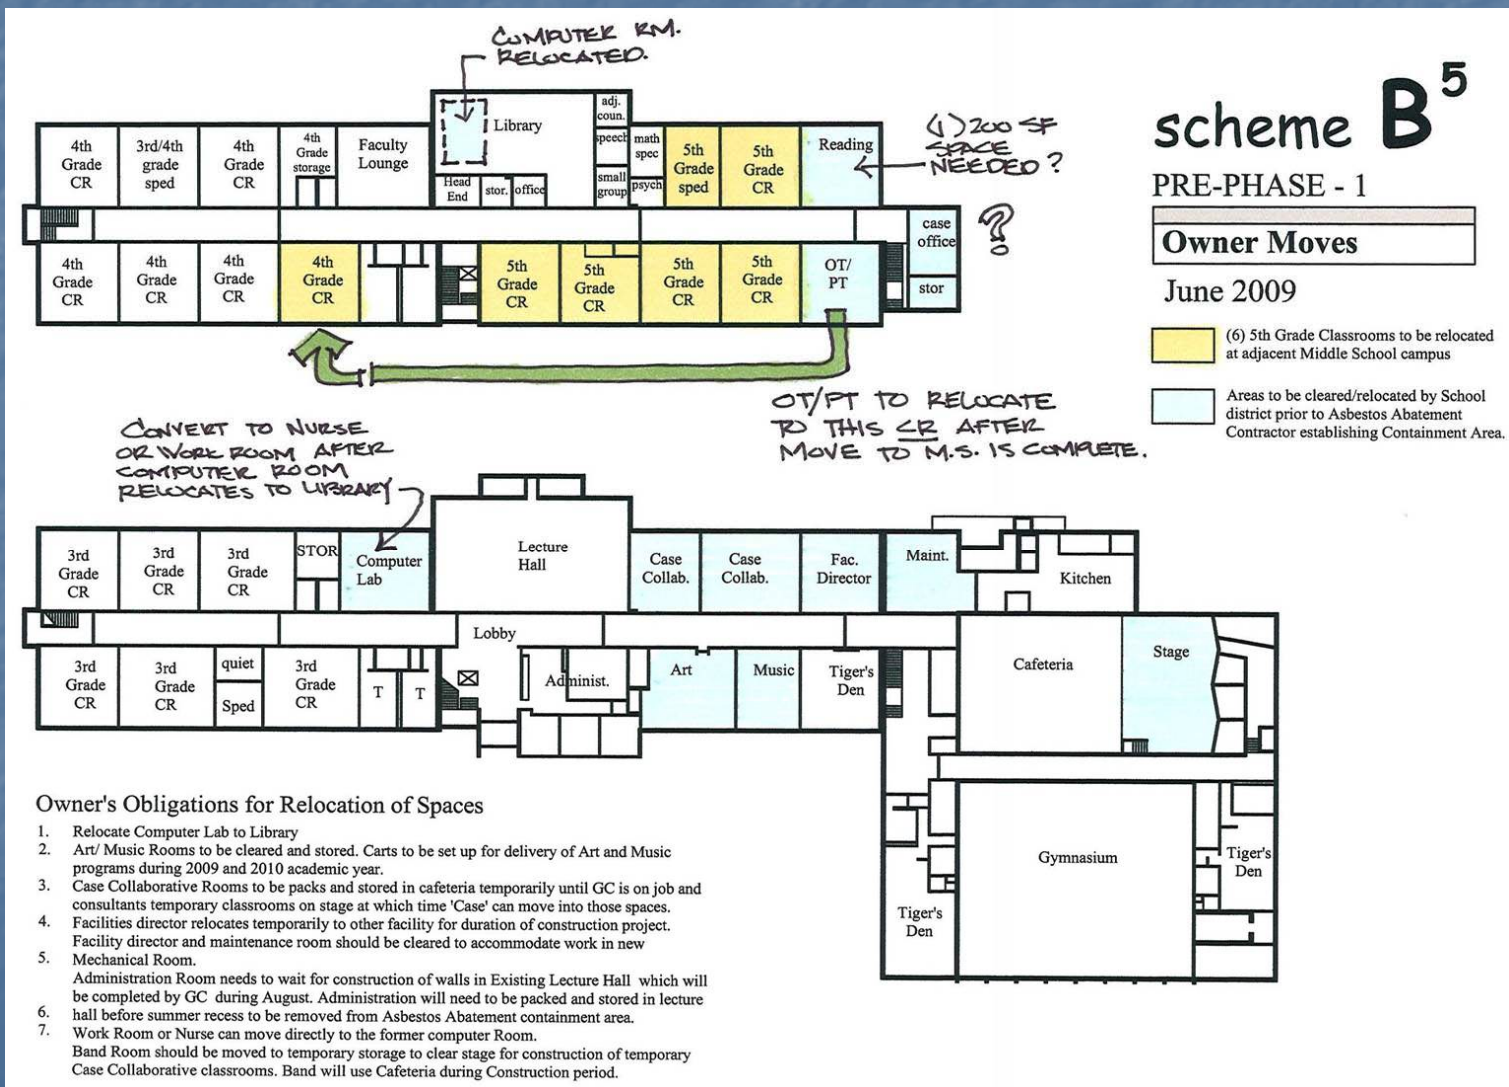 COMPUTER RM.
RELOCATED.
scheme B5
PRE-PHASE - 1
Owner Moves
June 2009
(6) 5th Grade Classrooms to be relocated
at adjacent Middle School campus
Areas to be cleared/relocated by School
district prior to Asbestos Abatement
Contractor establishing Containment Area.
(1) 200 SF
SPACE
NEEDED?
4th
Grade
CR
3rd/4th
grade
sped
4th
Grade
CR
4th
Grade
storage
Faculty
Lounge
Library
Head
End
stor.
office
adj.
coun.
speech
small
group
math
spec
psych
5th
Grade
sped
5th
Grade
CR
Reading
case
office
stor
?
4th
Grade
CR
4th
Grade
CR
4th
Grade
CR
4th
Grade
CR
5th
Grade
CR
5th
Grade
CR
5th
Grade
CR
5th
Grade
CR
OT/
PT
OT/PT TO RELOCATE
TO THIS CR AFTER
MOVE TO M.S. IS COMPLETE.
CONVERT TO NURSE
OR WORK ROOM AFTER
COMPUTER ROOM
RELOCATES TO LIBRARY
3rd
Grade
CR
3rd
Grade
CR
3rd
Grade
CR
STOR
Computer
Lab
Lecture
Hall
Case
Collab.
Case
Collab.
Fac.
Director
Maint.
Kitchen
Lobby
3rd
Grade
CR
3rd
Grade
CR
quiet
Sped
3rd
Grade
CR
T
T
Administ.
Art
Music
Tiger's
Den
Cafeteria
Stage
Gymnasium
Tiger's
Den
Tiger's
Den
Owner's Obligations for Relocation of Spaces
1. Relocate Computer Lab to Library
2. Art/ Music Rooms to be cleared and stored. Carts to be set up for delivery of Art and Music
programs during 2009 and 2010 academic year.
3. Case Collaborative Rooms to be packs and stored in cafeteria temporarily until GC is on job and
consultants temporary classrooms on stage at which time 'Case' can move into those spaces.
4. Facilities director relocates temporarily to other facility for duration of construction project.
Facility director and maintenance room should be cleared to accommodate work in new
5. Mechanical Room.
Administration Room needs to wait for construction of walls in Existing Lecture Hall which will
be completed by GC during August. Administration will need to be packed and stored in lecture
6. hall before summer recess to be removed from Asbestos Abatement containment area.
7. Work Room or Nurse can move directly to the former computer Room.
Band Room should be moved to temporary storage to clear stage for construction of temporary
Case Collaborative classrooms. Band will use Cafeteria during Construction period.